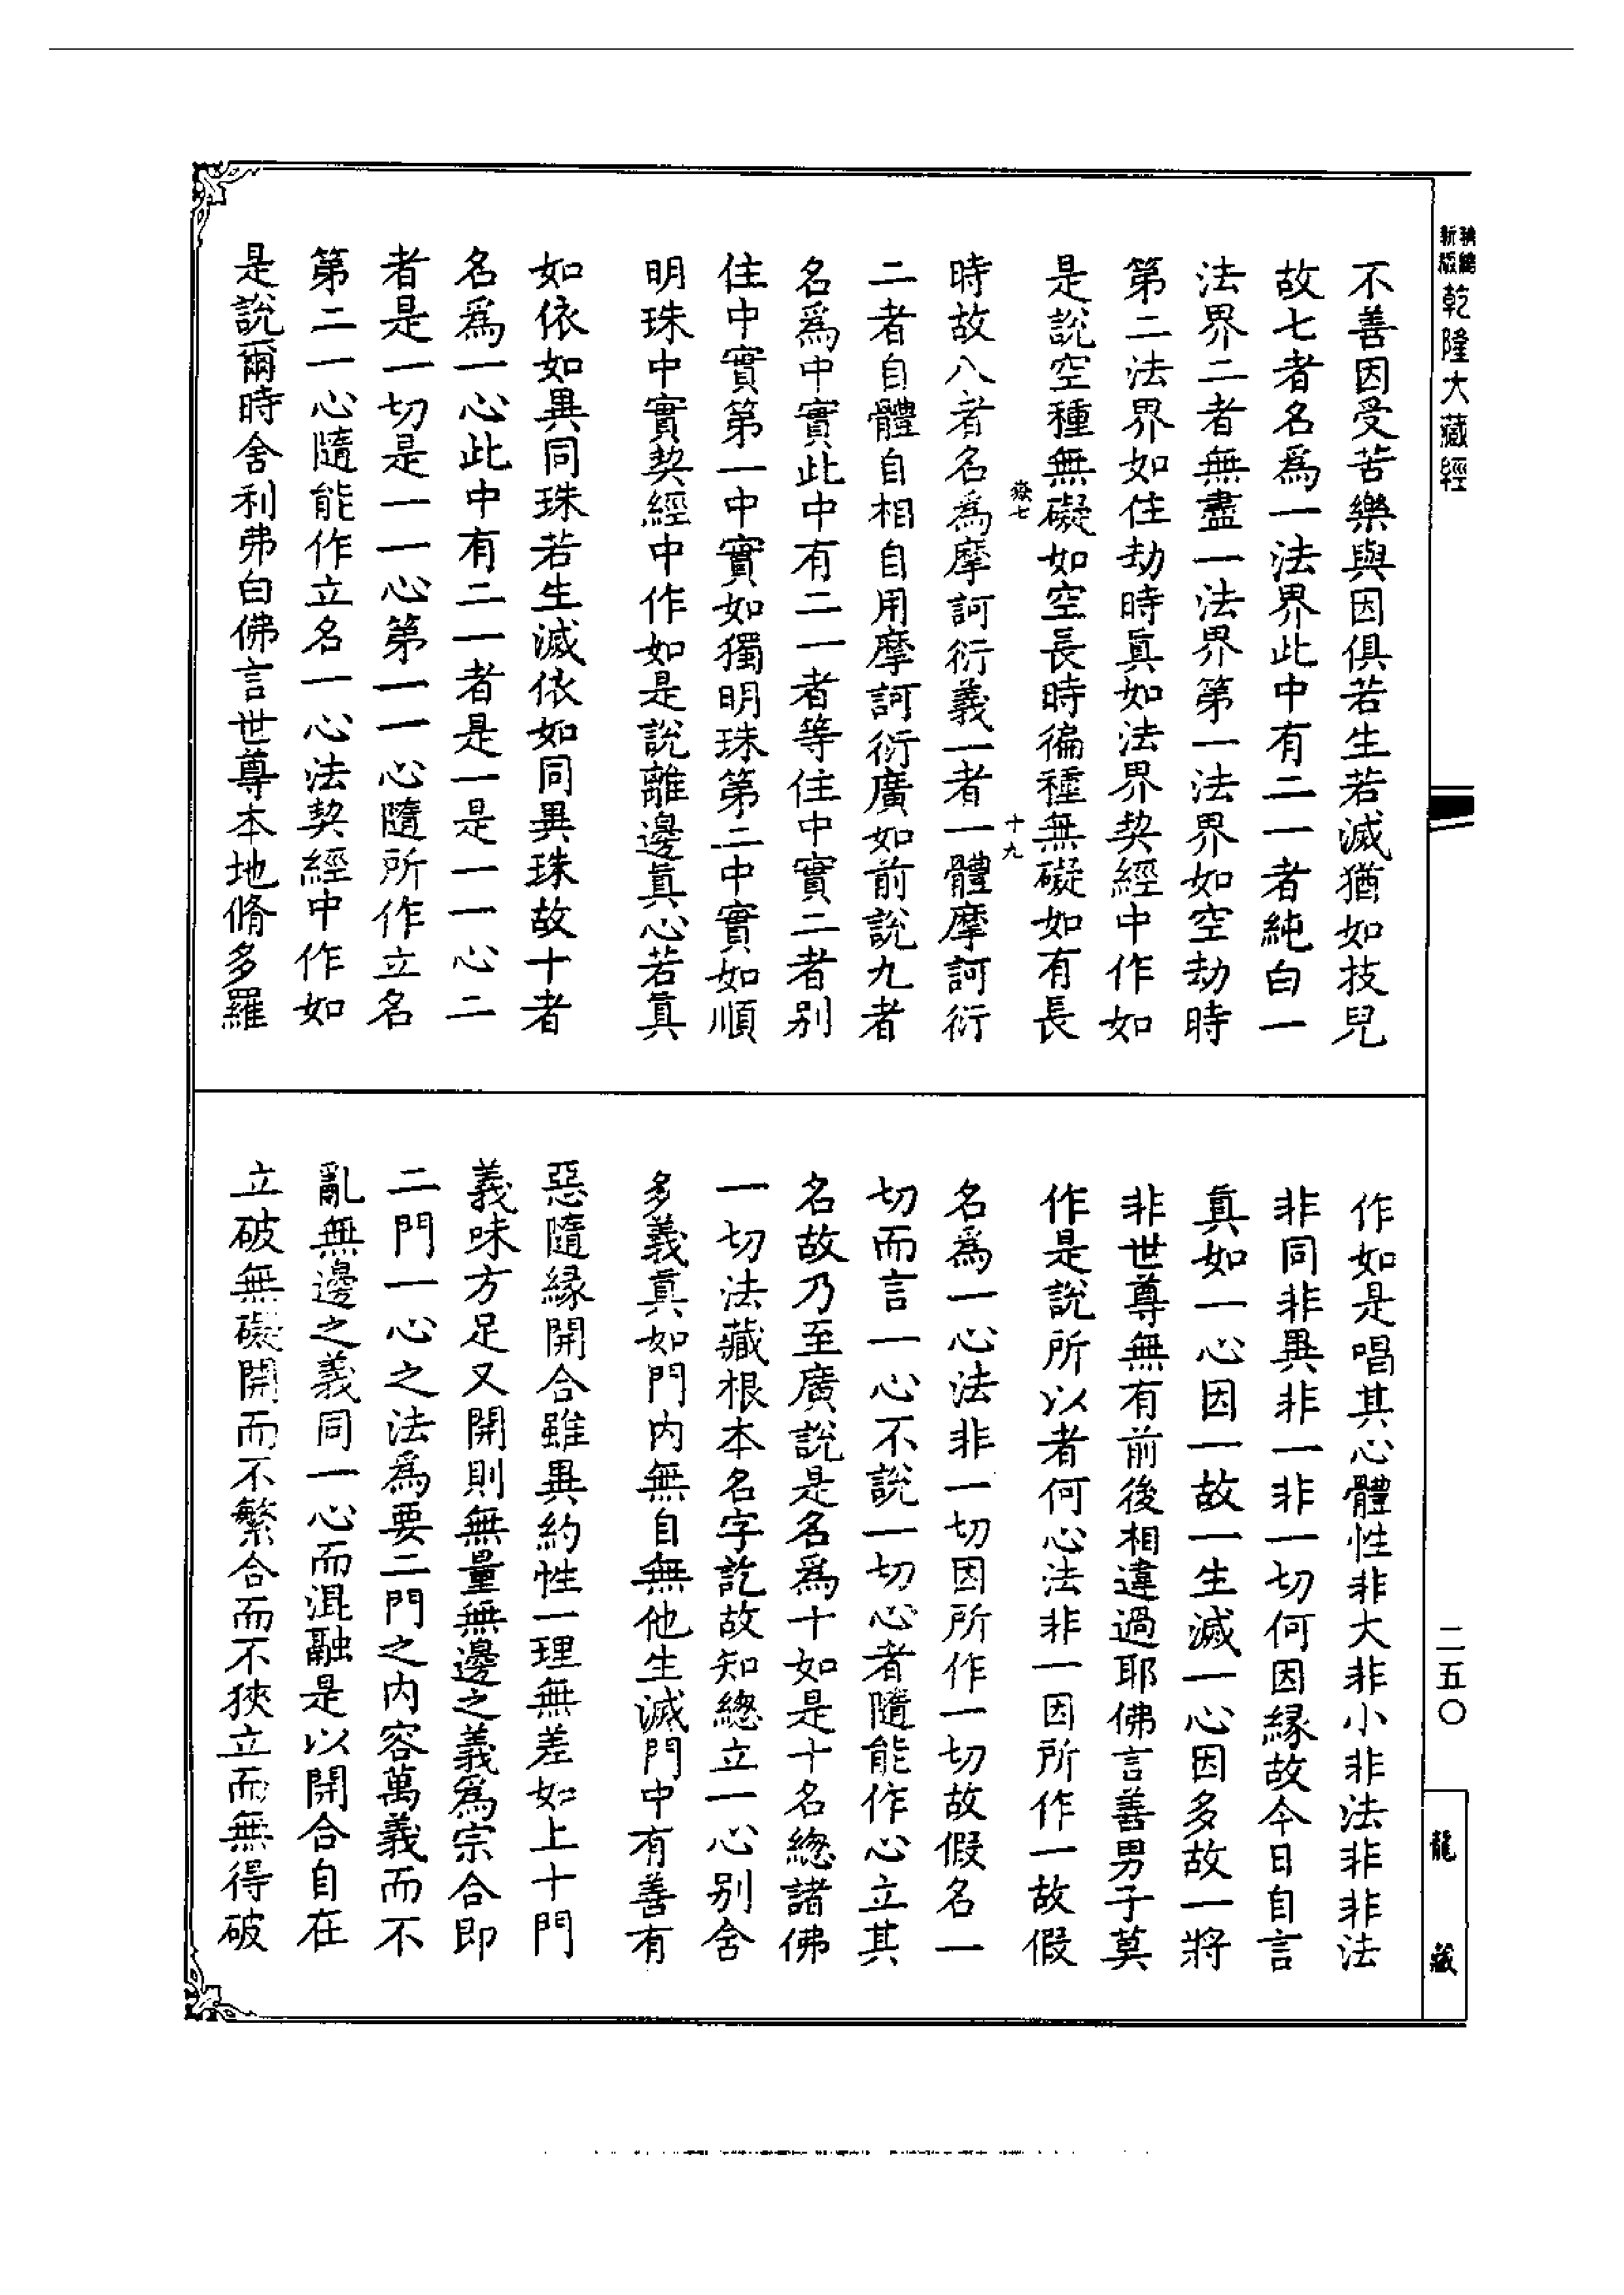 新版
乾隆大藏經
不善因受苦樂與因俱若生若滅猶如技兒
故七者名爲一法界此中有二一者純白一
法界二者無盡一法界第一法界如空劫時
第二法界如住劫時真如法界契經中作如
是說空種無礙如空長時徧種無礙如有長
嶽七
十九
時故八者名爲摩訶衍義一者一體摩訶衍
二者自體自相自用摩訶衍廣如前說九者
名爲中實此中有二一者等住中實二者别
住中實第一中實如獨明珠第二中實如順
明珠中實契經中作如是說離邊真心若真
如依如異同珠若生滅依如同異珠故十者
名爲一心此中有二一者是一是一一心二
者是一切是一一心第一一心隨所作立名
第二一心隨能作立名一心法契經中作如
是說爾時舍利弗白佛言世尊本地脩多羅
作如是唱其心體性非大非小非法非非法
非同非異非一非一切何因縁故今日自言
真如一心因一故一生滅一心因多故一將
非世尊無有前後相違過耶佛言善男子莫
作是說所以者何心法非一因所作一故假
名爲一心法非一切因所作一切故假名一
切而言一心不說一切心者隨能作心立其
名故乃至廣說是名爲十如是十名緫諸佛
一切法藏根本名字訖故知緫立一心别舍
多義真如門内無自無他生滅門中有善有
惡隨縁開合雖異約性一理無差如上十門
義味方足又開則無量無邊之義爲宗合即
二門一心之法爲要二門之内容萬義而不
亂無邊之義同一心而混融是以開合自在
立破無礙開而不繁合而不狹立而無得破
二五〇
龍藏